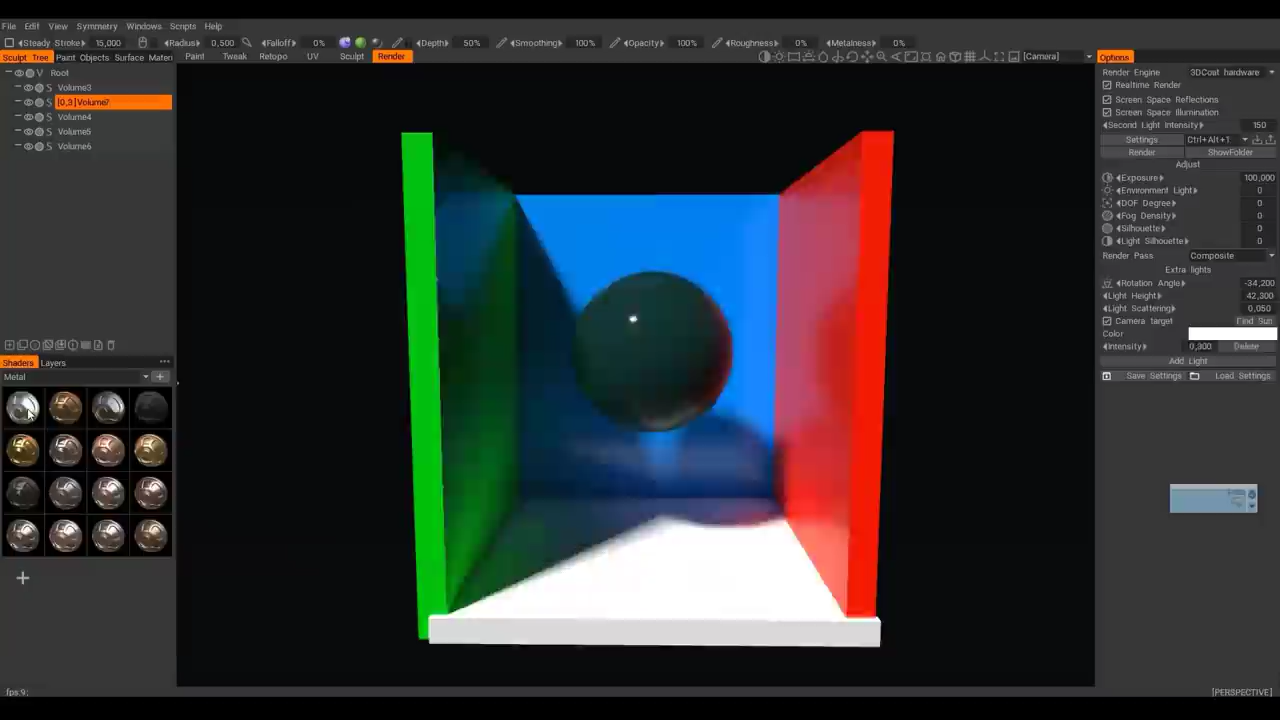 File Edit View Symmetry Windows Scripts Help
Steady Stroke 15,000 Radius 0,500 Falloff 0% Depth 50% Smoothing 100% Opacity 100% Roughness 0% Metalness 0%
Sculpt Tree Paint Objects Surface Materi Paint Tweak Retopo UV Sculpt Render [Camera] Options
Root
Volume3
[0,3]Volume7
Volume4
Volume5
Volume6
Shaders Layers
Metal
Render Engine 3DCoat hardware
Realtime Render
Screen Space Reflections
Screen Space Illumination
Second Light Intensity 150
Settings Ctrl+Alt+1
Render ShowFolder
Adjust
Exposure 100,000
Environment Light 0
DOF Degree 0
Fog Density 0
Silhouette 0
Light Silhouette 0
Render Pass Composite
Extra lights
Rotation Angle -34,200
Light Height 42,300
Light Scattering 0,050
Camera target Find Sun
Color
Intensity 0,300 Delete
Add Light
Save Settings Load Settings
fps:9; [PERSPECTIVE]